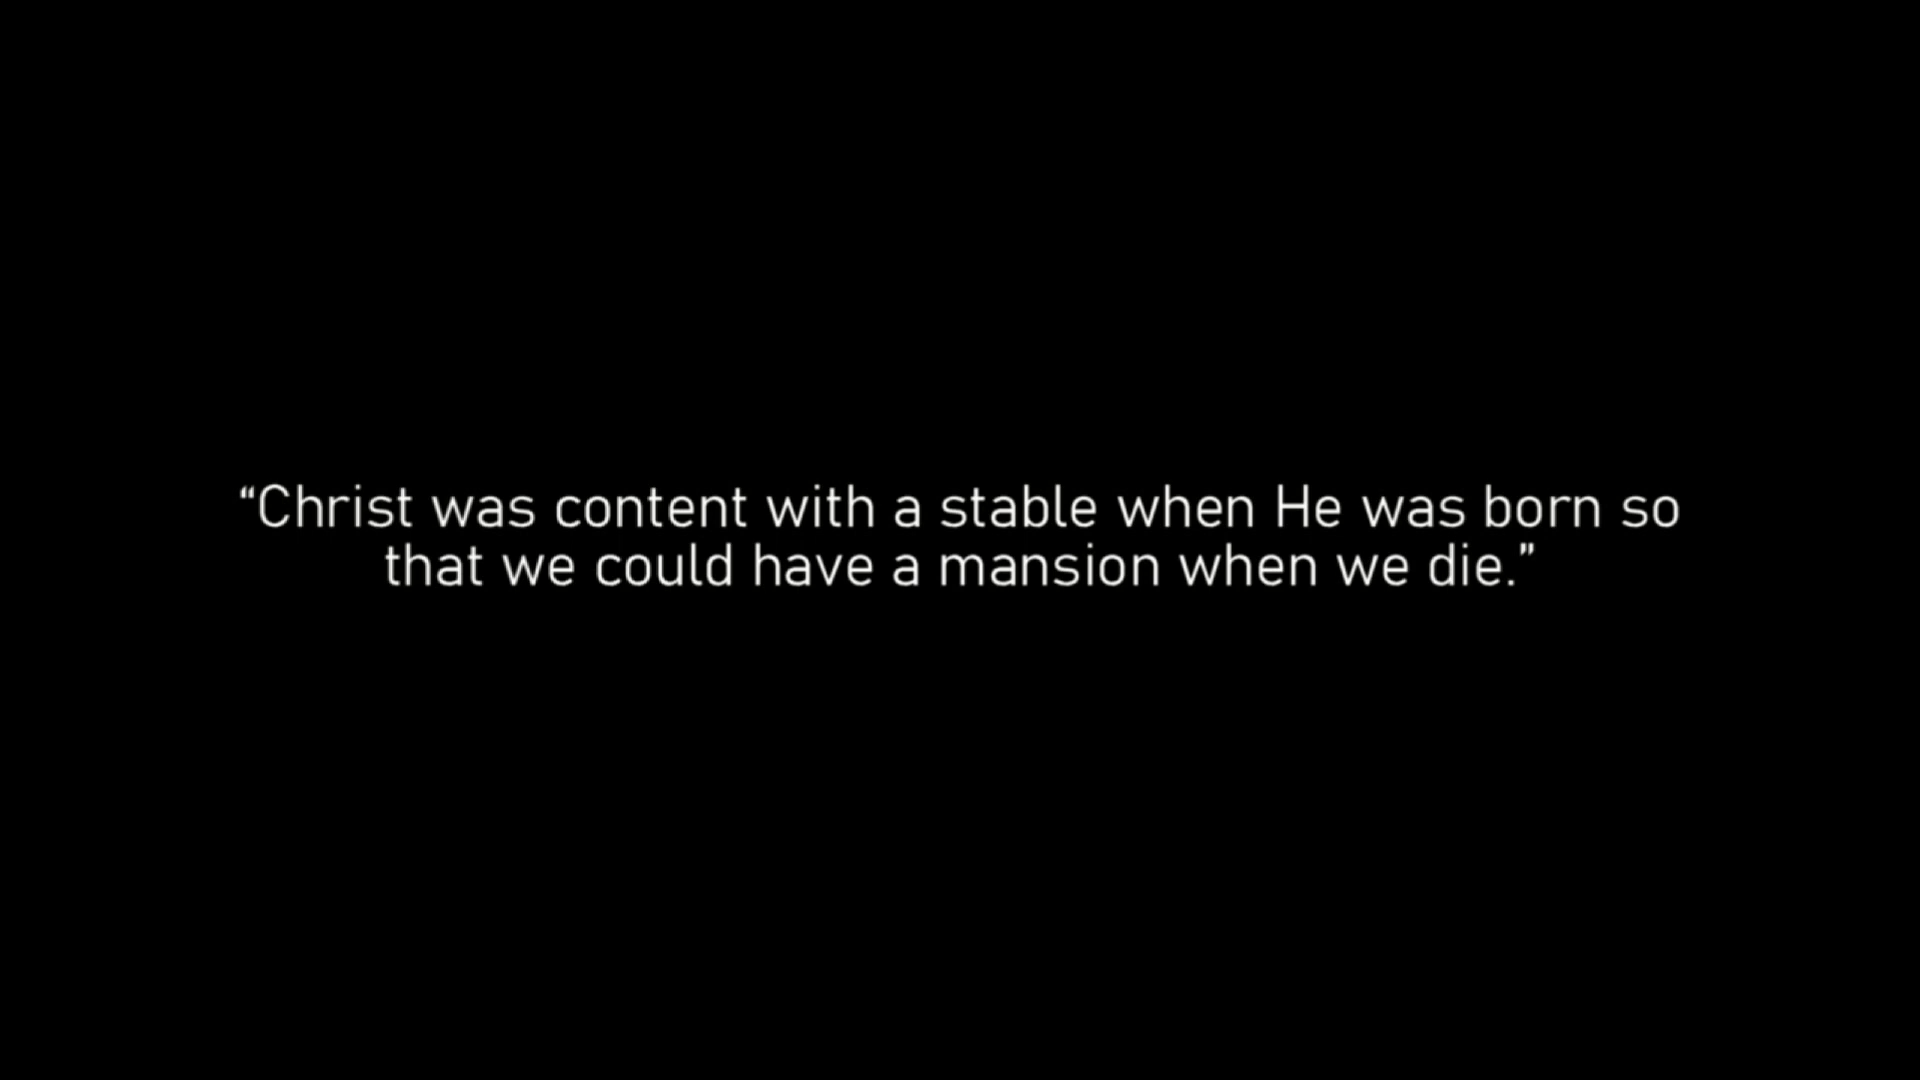 “Christ was content with a stable when He was born so
that we could have a mansion when we die.”